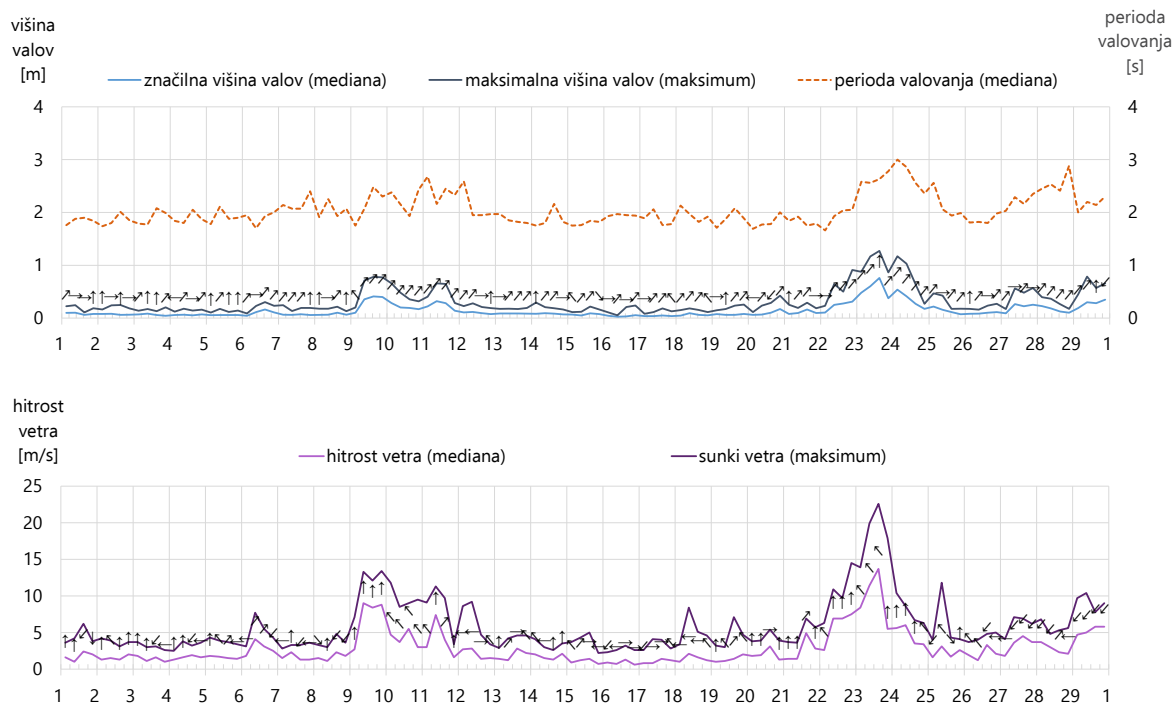 višina
valov
[m]
perioda
valovanja
[s]
značilna višina valov (mediana)
maksimalna višina valov (maksimum)
perioda valovanja (mediana)
4
3
2
1
0
4
3
2
1
0
1 2 3 4 5 6 7 8 9 10 11 12 13 14 15 16 17 18 19 20 21 22 23 24 25 26 27 28 29 1
hitrost
vetra
[m/s]
hitrost vetra (mediana)
sunki vetra (maksimum)
25
20
15
10
5
0
1 2 3 4 5 6 7 8 9 10 11 12 13 14 15 16 17 18 19 20 21 22 23 24 25 26 27 28 29 1